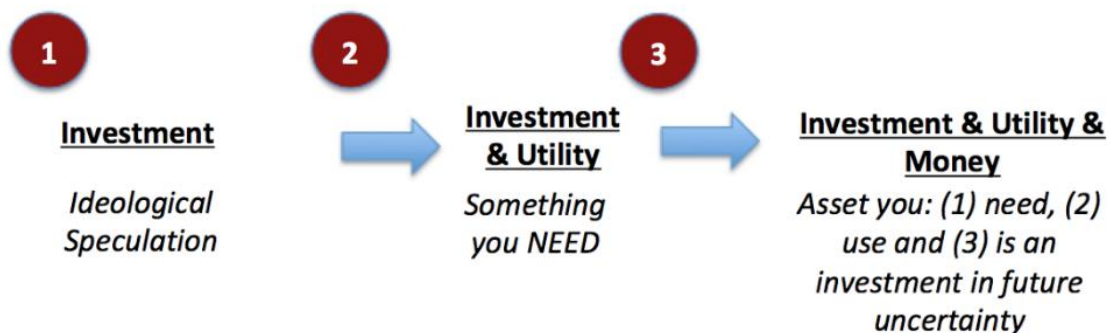 1
2
3
Investment
Ideological
Speculation
Investment
& Utility
Something
you NEED
Investment & Utility &
Money
Asset you: (1) need, (2)
use and (3) is an
investment in future
uncertainty